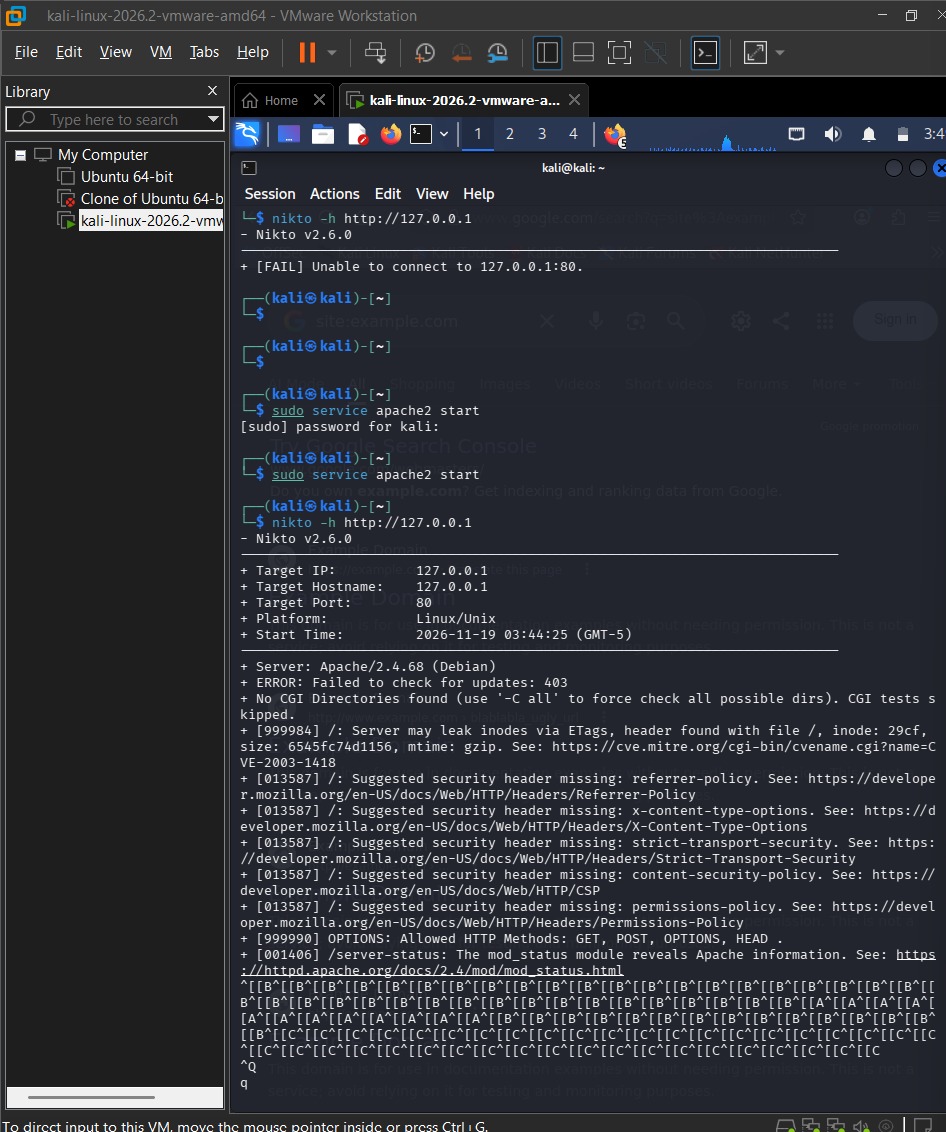 kali-linux-2026.2-vmware-amd64 - VMware Workstation
File Edit View VM Tabs Help
Library
Type here to search
My Computer
Ubuntu 64-bit
Clone of Ubuntu 64-b
kali-linux-2026.2-vmw
Home
kali-linux-2026.2-vmware-a...
1 2 3 4
5
3:4
kali@kali: ~
Session Actions Edit View Help
└─$ nikto -h http://127.0.0.1
- Nikto v2.6.0
+ [FAIL] Unable to connect to 127.0.0.1:80.
┌──(kali㉿kali)-[~]
└─$
┌──(kali㉿kali)-[~]
└─$
┌──(kali㉿kali)-[~]
└─$ sudo service apache2 start
[sudo] password for kali:
┌──(kali㉿kali)-[~]
└─$ sudo service apache2 start
┌──(kali㉿kali)-[~]
└─$ nikto -h http://127.0.0.1
- Nikto v2.6.0
+ Target IP: 127.0.0.1
+ Target Hostname: 127.0.0.1
+ Target Port: 80
+ Platform: Linux/Unix
+ Start Time: 2026-11-19 03:44:25 (GMT-5)
+ Server: Apache/2.4.68 (Debian)
+ ERROR: Failed to check for updates: 403
+ No CGI Directories found (use '-C all' to force check all possible dirs). CGI tests s
kipped.
+ [999984] /: Server may leak inodes via ETags, header found with file /, inode: 29cf,
size: 6545fc74d1156, mtime: gzip. See: https://cve.mitre.org/cgi-bin/cvename.cgi?name=C
VE-2003-1418
+ [013587] /: Suggested security header missing: referrer-policy. See: https://develope
r.mozilla.org/en-US/docs/Web/HTTP/Headers/Referrer-Policy
+ [013587] /: Suggested security header missing: x-content-type-options. See: https://d
eveloper.mozilla.org/en-US/docs/Web/HTTP/Headers/X-Content-Type-Options
+ [013587] /: Suggested security header missing: strict-transport-security. See: https:
//developer.mozilla.org/en-US/docs/Web/HTTP/Headers/Strict-Transport-Security
+ [013587] /: Suggested security header missing: content-security-policy. See: https://
developer.mozilla.org/en-US/docs/Web/HTTP/CSP
+ [013587] /: Suggested security header missing: permissions-policy. See: https://devel
oper.mozilla.org/en-US/docs/Web/HTTP/Headers/Permissions-Policy
+ [999990] OPTIONS: Allowed HTTP Methods: GET, POST, OPTIONS, HEAD .
+ [001406] /server-status: The mod_status module reveals Apache information. See: https
://httpd.apache.org/docs/2.4/mod/mod_status.html
^[[B^[[B^[[B^[[B^[[B^[[B^[[B^[[B^[[B^[[B^[[B^[[B^[[B^[[B^[[B^[[B^[[B^[[B^[[B^[[B^[[B^[[
B^[[B^[[B^[[B^[[B^[[B^[[B^[[B^[[B^[[B^[[B^[[B^[[B^[[B^[[B^[[B^[[B^[[B^[[A^[[A^[[A^[[A^[
[A^[[A^[[A^[[A^[[A^[[A^[[A^[[B^[[B^[[B^[[B^[[B^[[B^[[B^[[B^[[B^[[B^[[B^[[B^[[B^[[B^[[B^
[[B^[[C^[[C^[[C^[[C^[[C^[[C^[[C^[[C^[[C^[[C^[[C^[[C^[[C^[[C^[[C^[[C^[[C^[[C^[[C^[[C^[[C
^[[C^[[C^[[C^[[C^[[C^[[C^[[C^[[C^[[C^[[C^[[C^[[C^[[C^[[C^[[C^[[C^[[C^[[C^[[C
^Q
q
To direct input to this VM, move the mouse pointer inside or press Ctrl+G.